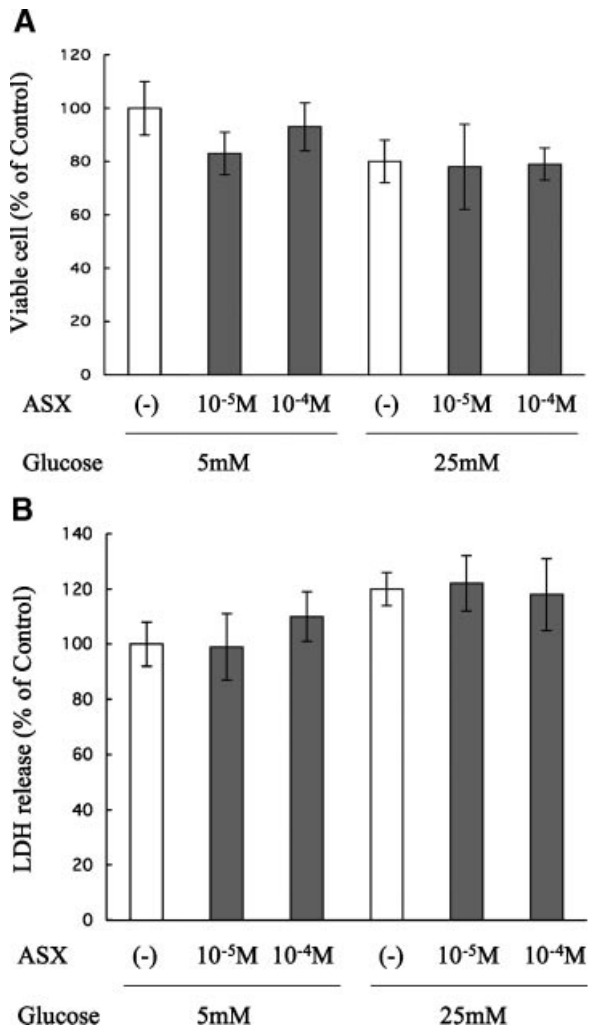 A
Viable cell (% of Control)
120
100
80
60
40
20
0
ASX (-) 10⁻⁵M 10⁻⁴M (-) 10⁻⁵M 10⁻⁴M
Glucose 5mM 25mM
B
LDH release (% of Control)
140
120
100
80
60
40
20
0
ASX (-) 10⁻⁵M 10⁻⁴M (-) 10⁻⁵M 10⁻⁴M
Glucose 5mM 25mM